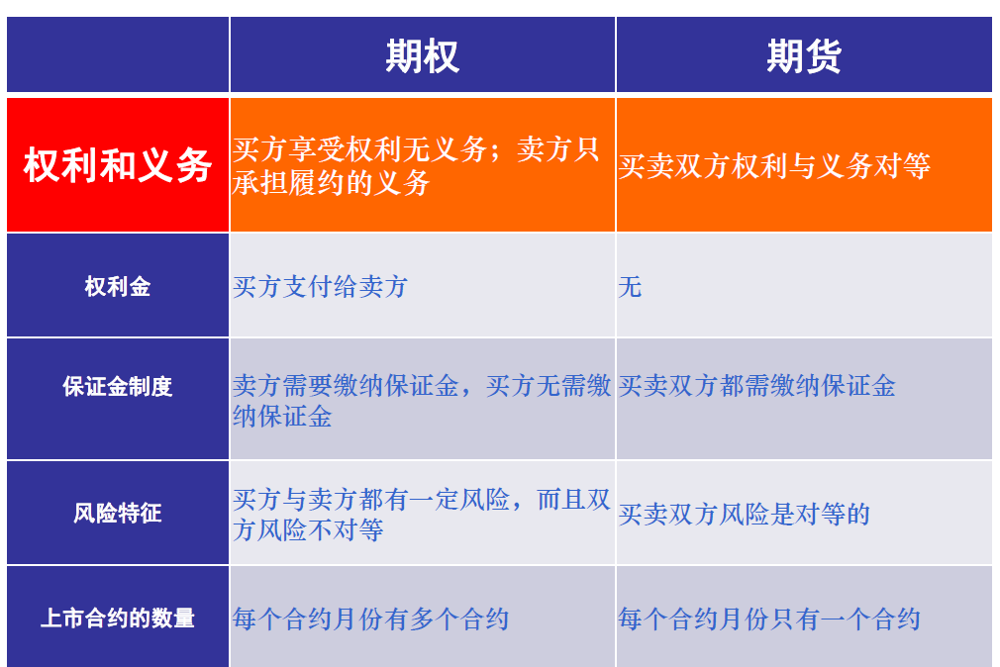 期权
期货
权利和义务
买方享受权利无义务；卖方只
承担履约的义务
买卖双方权利与义务对等
权利金
买方支付给卖方
无
保证金制度
卖方需要缴纳保证金，买方无需缴
纳保证金
买卖双方都需缴纳保证金
风险特征
买方与卖方都有一定风险，而且双
方风险不对等
买卖双方风险是对等的
上市合约的数量
每个合约月份有多个合约
每个合约月份只有一个合约